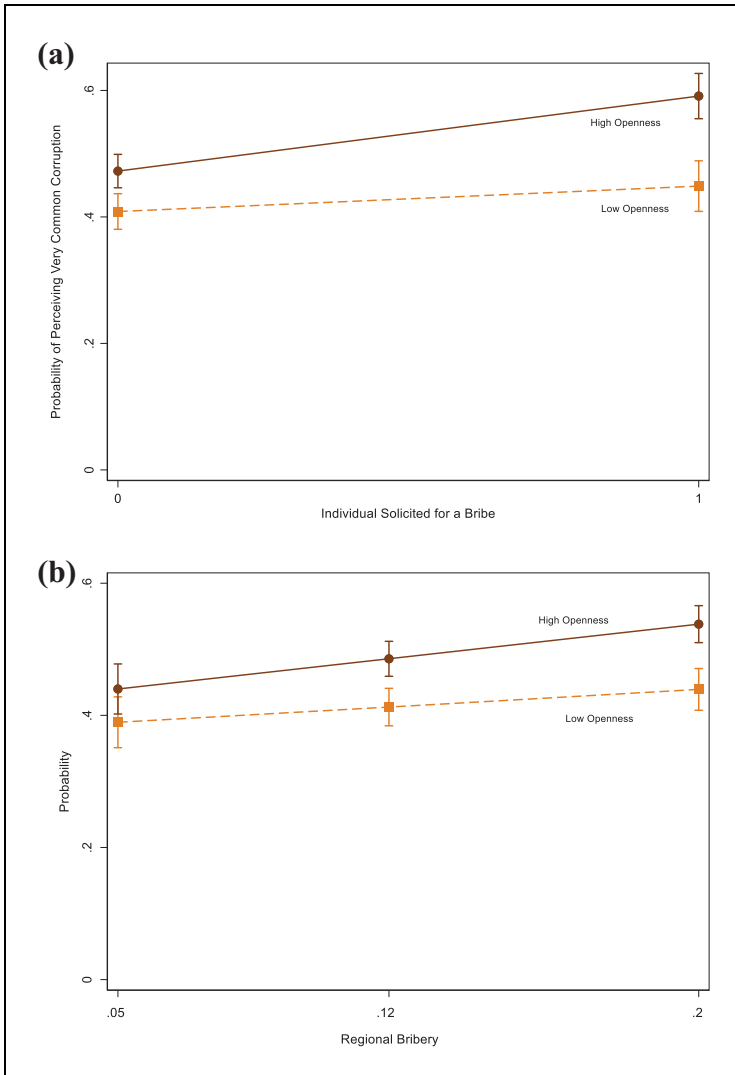 (a)
.6
High Openness
.4
Low Openness
.2
0
Probability of Perceiving Very Common Corruption
0
1
Individual Solicited for a Bribe
(b)
.6
High Openness
.4
Low Openness
.2
0
Probability
.05
.12
.2
Regional Bribery